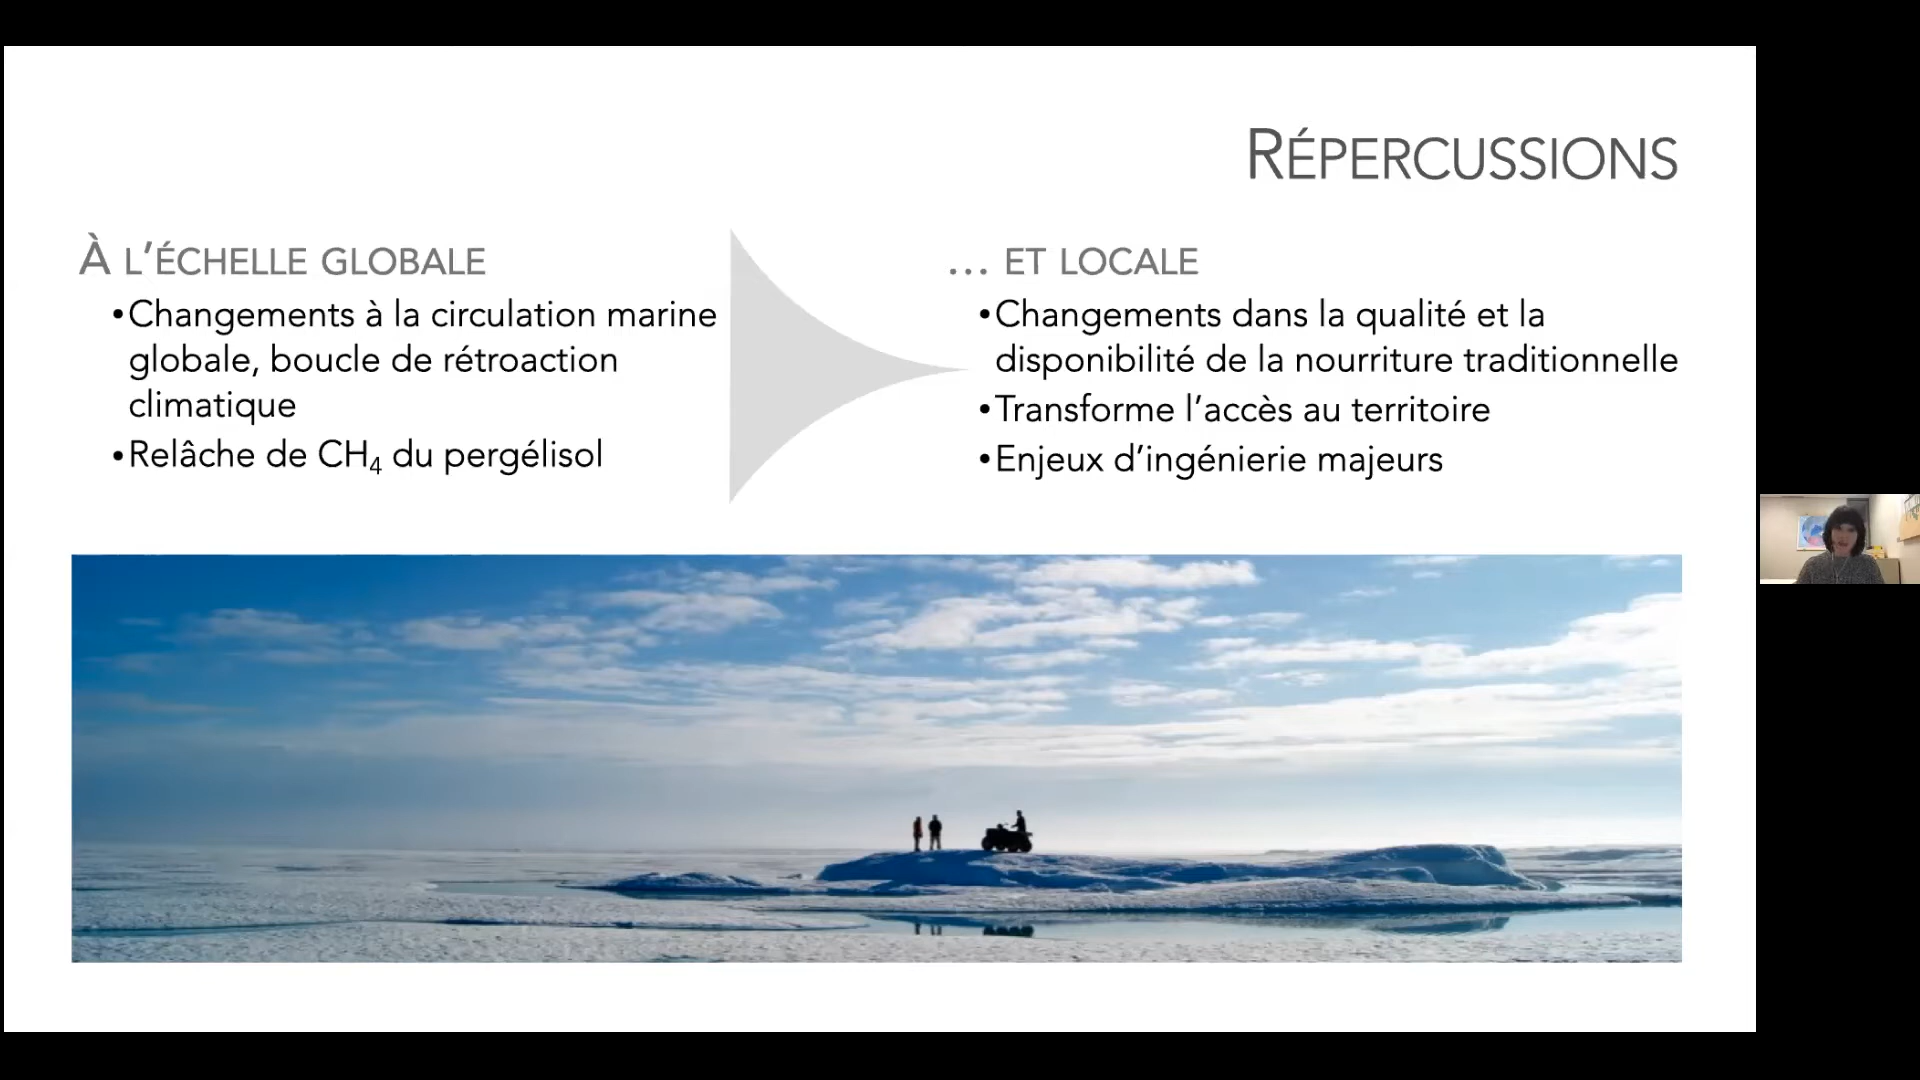 RÉPERCUSSIONS
À L'ÉCHELLE GLOBALE
•Changements à la circulation marine
globale, boucle de rétroaction
climatique
•Relâche de CH₄ du pergélisol
... ET LOCALE
•Changements dans la qualité et la
disponibilité de la nourriture traditionnelle
•Transforme l'accès au territoire
•Enjeux d'ingénierie majeurs